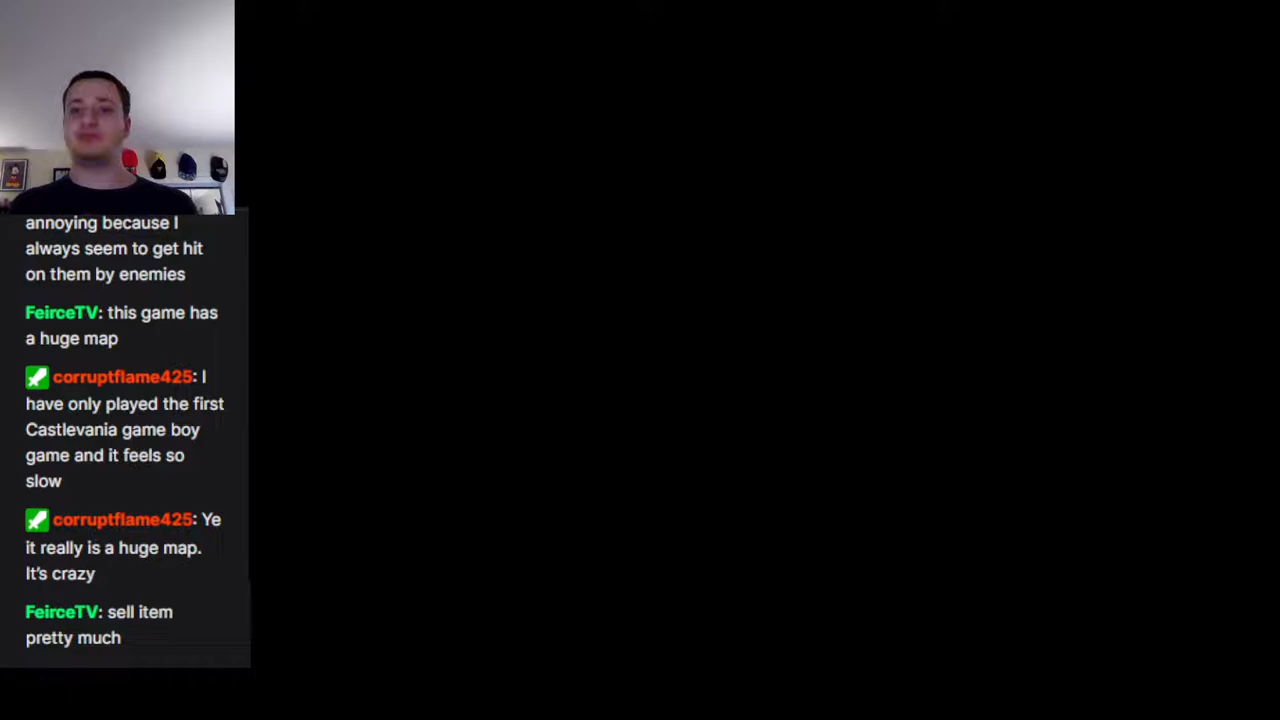 annoying because I
always seem to get hit
on them by enemies
FeirceTV: this game has
a huge map
corruptflame425: I
have only played the first
Castlevania game boy
game and it feels so
slow
corruptflame425: Ye
it really is a huge map.
It's crazy
FeirceTV: sell item
pretty much